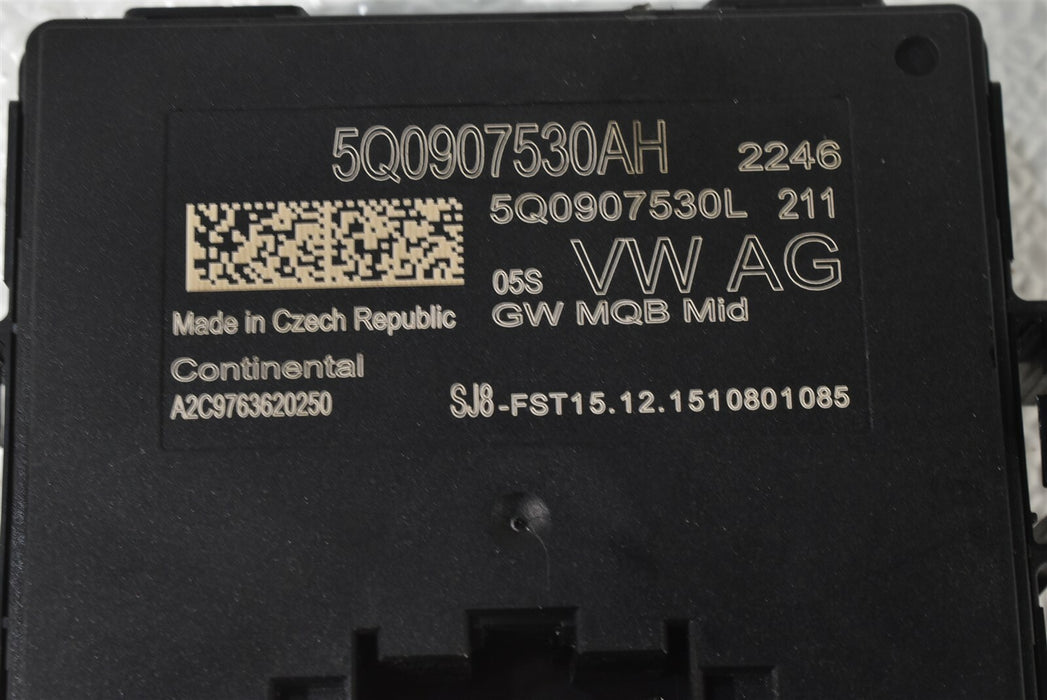 5Q0907530AH 2246
5Q0907530L 211
05S VW AG
GW MQB Mid
Made in Czech Republic
Continental
A2C9763620250
SJ8-FST15.12.1510801085